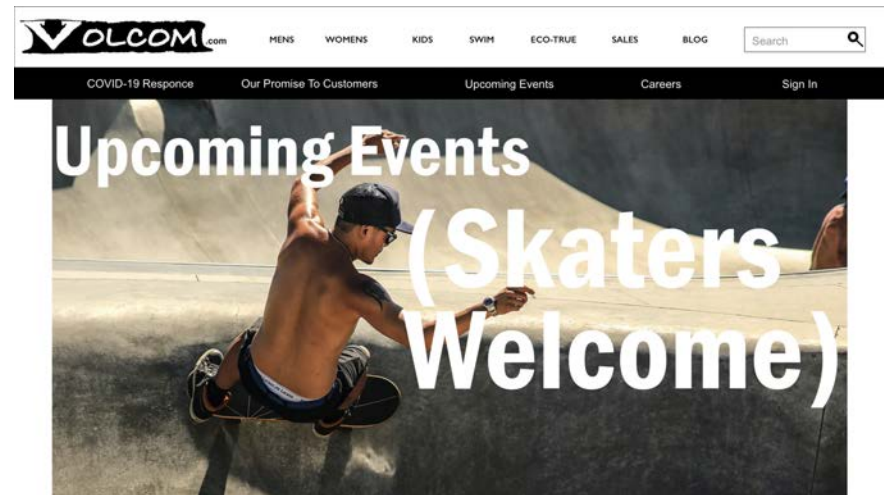 VOLCOM.com MENS WOMENS KIDS SWIM ECO-TRUE SALES BLOG Search
COVID-19 Responce Our Promise To Customers Upcoming Events Careers Sign In
Upcoming Events
(Skaters
Welcome)